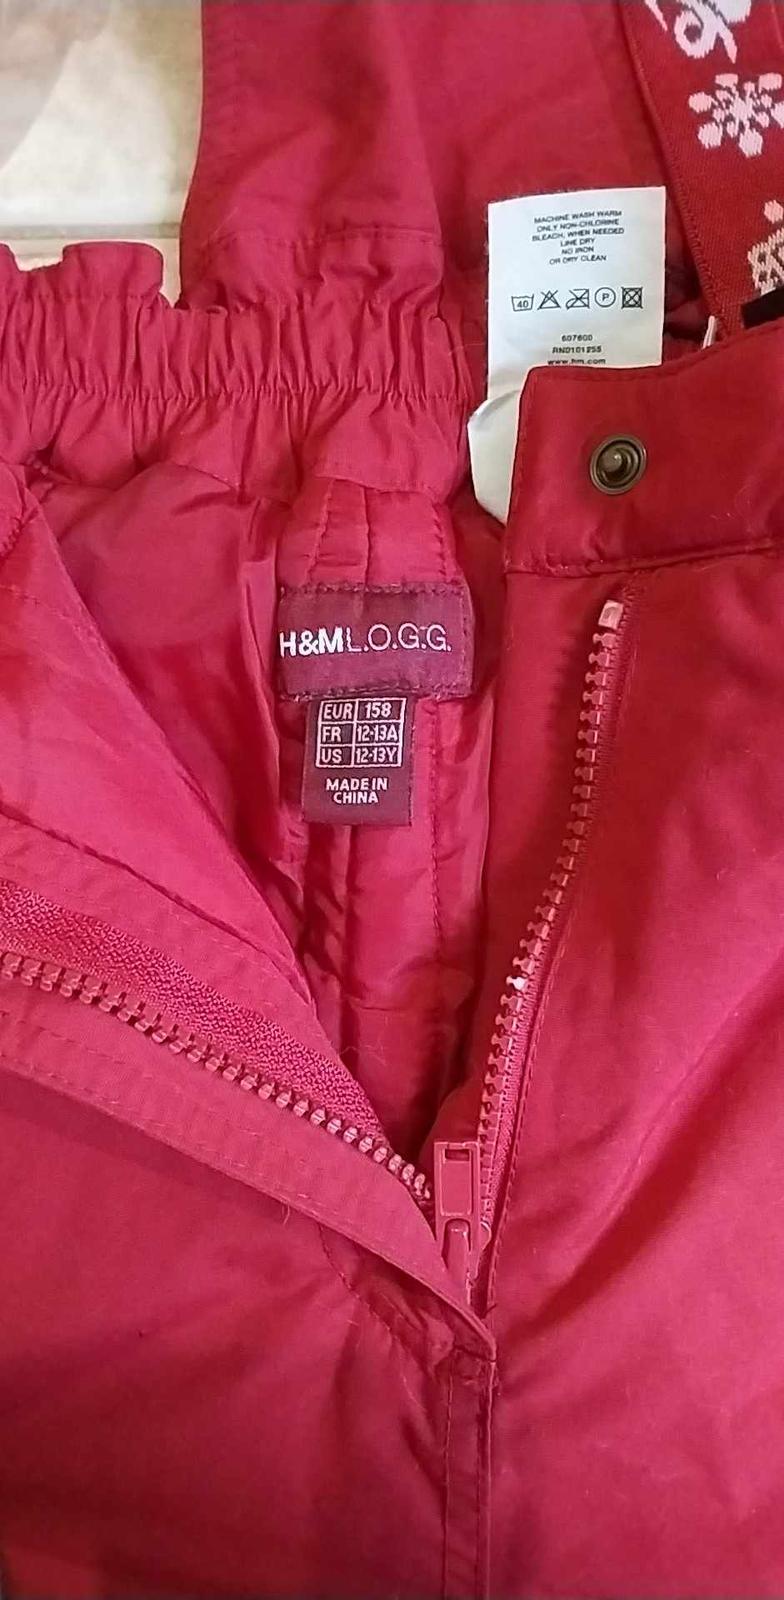 MACHINE WASH WARM
ONLY NON-CHLORINE
BLEACH, WHEN NEEDED
LINE DRY
NO IRON
OR DRY CLEAN
40 P
607600
RN0101255
www.hm.com
H&M L.O.G.G.
EUR 158
FR 12-13A
US 12-13Y
MADE IN
CHINA